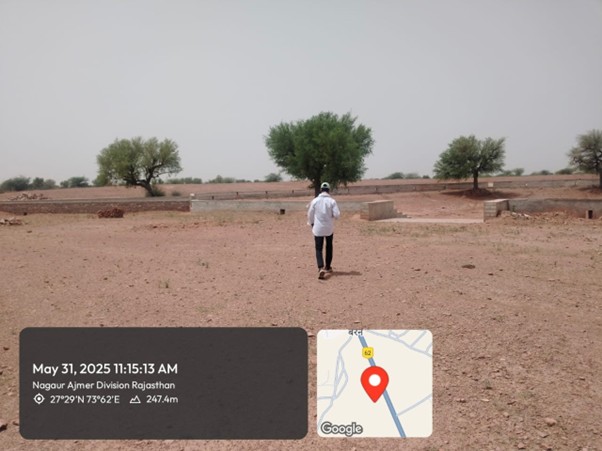 May 31, 2025 11:15:13 AM
Nagaur Ajmer Division Rajasthan
27°29'N 73°62'E 247.4m
बरन
62
Google